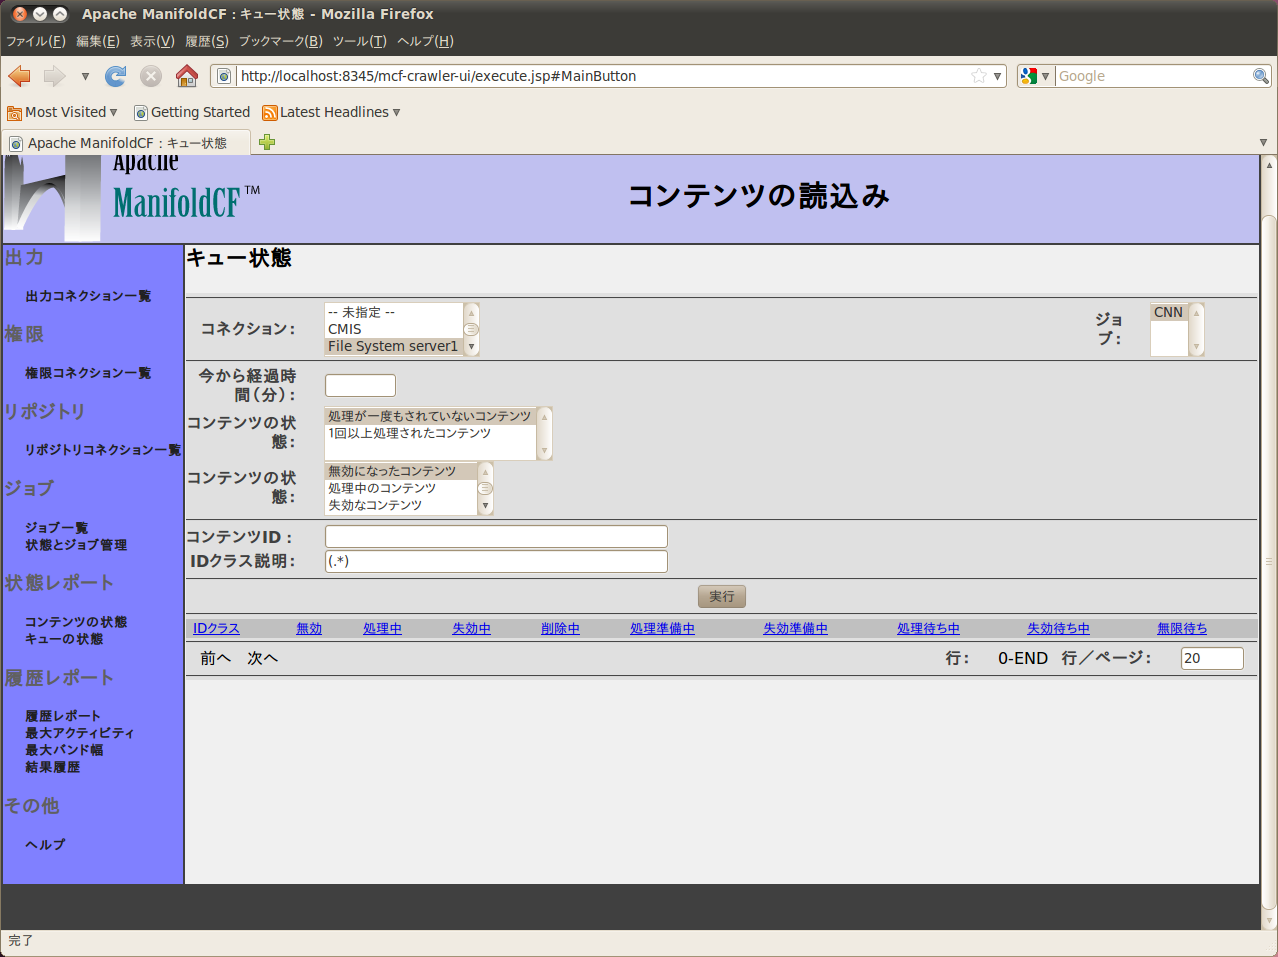 Apache ManifoldCF : キュー状態 - Mozilla Firefox
ファイル(F) 編集(E) 表示(V) 履歴(S) ブックマーク(B) ツール(T) ヘルプ(H)
http://localhost:8345/mcf-crawler-ui/execute.jsp#MainButton
Google
Most Visited
Getting Started
Latest Headlines
Apache ManifoldCF : キュー状態
Apache
ManifoldCF TM
コンテンツの読込み
出力
出力コネクション一覧
権限
権限コネクション一覧
リポジトリ
リポジトリコネクション一覧
ジョブ
ジョブ一覧
状態とジョブ管理
状態レポート
コンテンツの状態
キューの状態
履歴レポート
履歴レポート
最大アクティビティ
最大バンド幅
結果履歴
その他
ヘルプ
キュー状態
コネクション：
-- 未指定 --
CMIS
File System server1
ジョ
ブ：
CNN
今から経過時
間（分）：
コンテンツの状
態：
処理が一度もされていないコンテンツ
1回以上処理されたコンテンツ
コンテンツの状
態：
無効になったコンテンツ
処理中のコンテンツ
失効なコンテンツ
コンテンツID：
IDクラス説明：
(.*)
実行
IDクラス 無効 処理中 失効中 削除中 処理準備中 失効準備中 処理待ち中 失効待ち中 無限待ち
前へ 次へ 行： 0-END 行／ページ： 20
完了